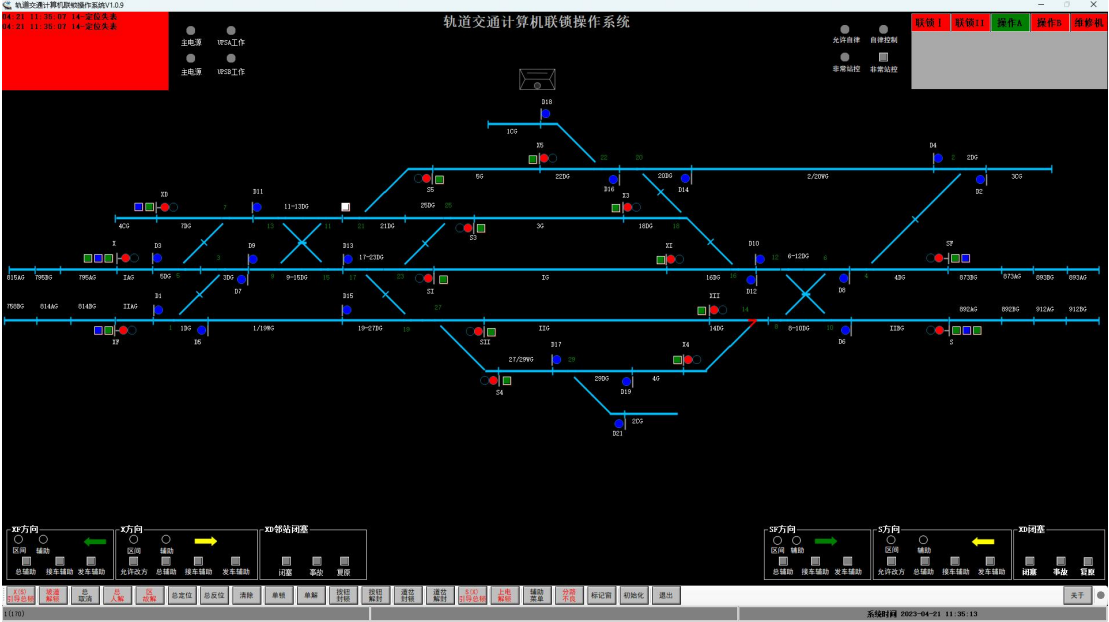 轨道交通计算机联锁操作系统V1.0.9
04-21 11:35:07 14-定位失表
04-21 11:35:07 14-定位失表
主电源 UPSA工作
主电源 UPSB工作
轨道交通计算机联锁操作系统
允许自律 自律控制
非常站控 非常站控
联锁I 联锁II 操作A 操作B 维修机
D18
1CG
X5 22 20 D4 2 2DG
S5 5G 22DG D16 20DG D14 2/20WG D2 3CG
XD D11 11-13DG 25DG 25 X3
4CG 7DG 7 13 11 21 21DG S3 3G 18DG 18
X D3 D9 D13 17-23DG XI D10 6-12DG SF
815AG 795BG 795AG IAG 5DG 5 3 3DG D7 9 9-15DG 15 17 23 SI IG 16DG 16 D12 12 6 D8 4 4DG 873BG 873AG 893BG 893AG
758BG 814AG 814BG IIAG D1 D15 27 XII 14 892AG 892BG 912AG 912BG
XF 1 1DG D5 1/19WG 19-27DG 19 SII IIG 14DG 8 8-10DG 10 D6 IIBG S
27/29WG D17 29 X4
S4 29DG D19 4G
D21 2CG
XF方向 X方向 XD邻站闭塞 SF方向 S方向 XD闭塞
区间 辅助 区间 辅助 区间 辅助 区间 辅助
总辅助 接车辅助 发车辅助 允许改方 总辅助 接车辅助 发车辅助 闭塞 事故 复原 总辅助 接车辅助 发车辅助 允许改方 总辅助 接车辅助 发车辅助 闭塞 事故 复原
X(S)引导总锁 坡道解锁 总取消 总人解 区故解 总定位 总反位 清除 单锁 单解 按钮封锁 按钮解封 道岔封锁 道岔解封 S(X)引导总锁 上电解锁 辅助菜单 分路不良 标记窗 初始化 退出 关于
1(170) 系统时间 2023-04-21 11:35:13